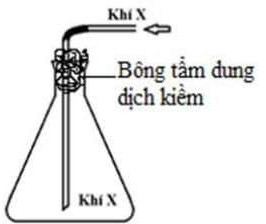 Khí X
Bông tẩm dung
dịch kiềm
Khí X